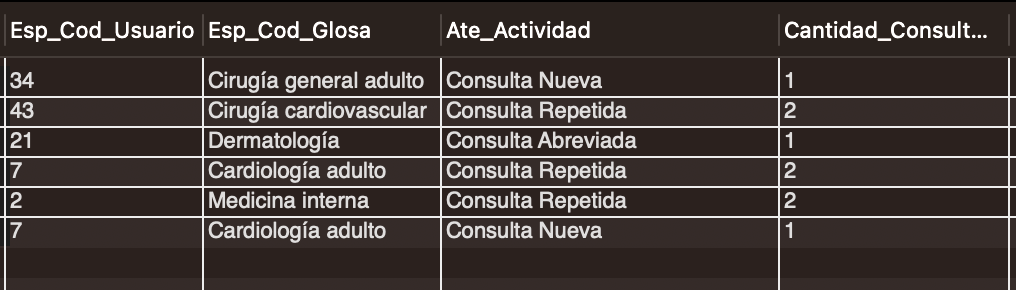 Esp_Cod_Usuario Esp_Cod_Glosa Ate_Actividad Cantidad_Consult...
34 Cirugía general adulto Consulta Nueva 1
43 Cirugía cardiovascular Consulta Repetida 2
21 Dermatología Consulta Abreviada 1
7 Cardiología adulto Consulta Repetida 2
2 Medicina interna Consulta Repetida 2
7 Cardiología adulto Consulta Nueva 1